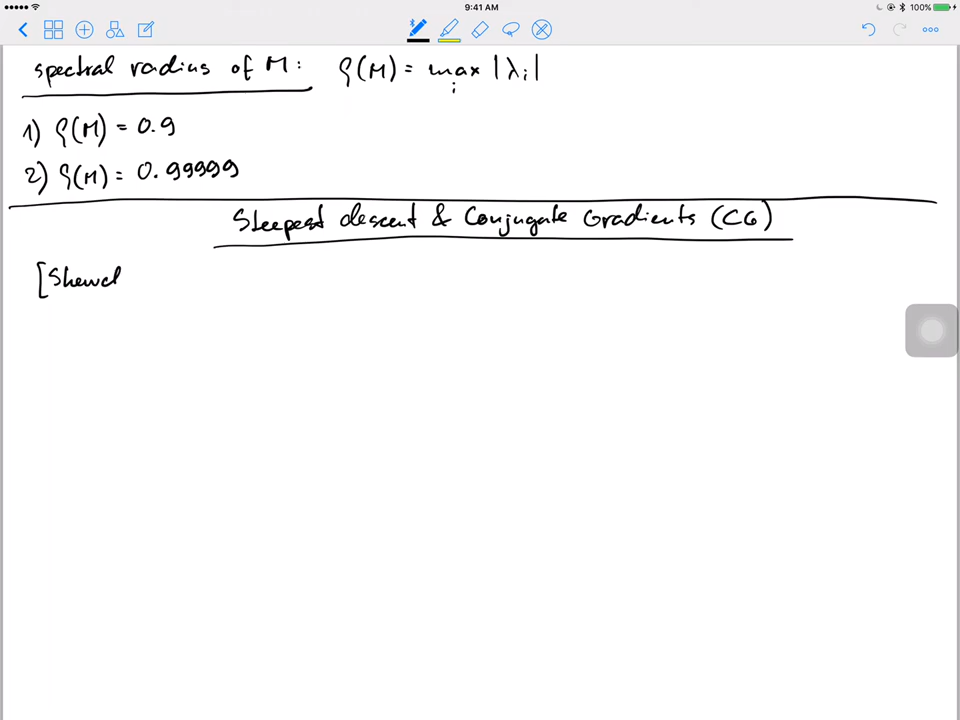 9:41 AM
100%
spectral radius of M: ρ(M) = max |λᵢ|
i
1) ρ(M) = 0.9
2) ρ(M) = 0.99999
Steepest descent & Conjugate Gradients (CG)
[Shewch